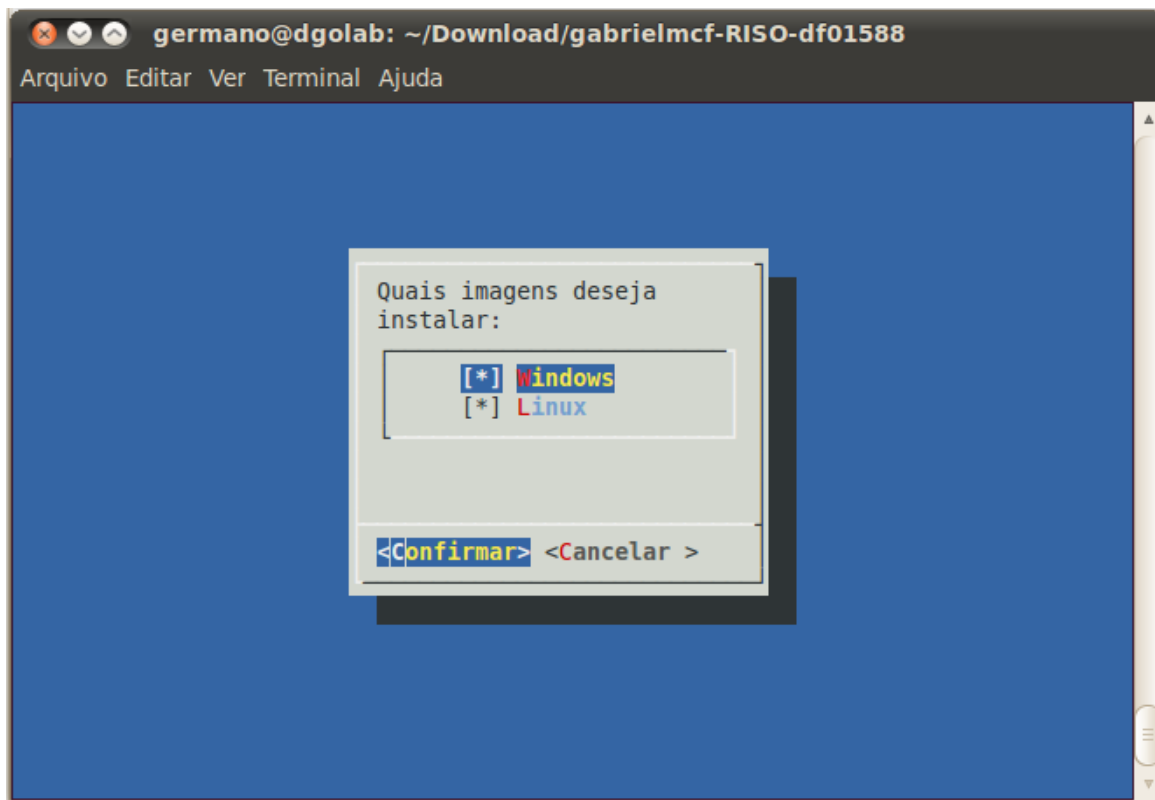 germano@dgolab: ~/Download/gabrielmcf-RISO-df01588
Arquivo Editar Ver Terminal Ajuda
Quais imagens deseja
instalar:
[*] Windows
[*] Linux
<Confirmar> <Cancelar >